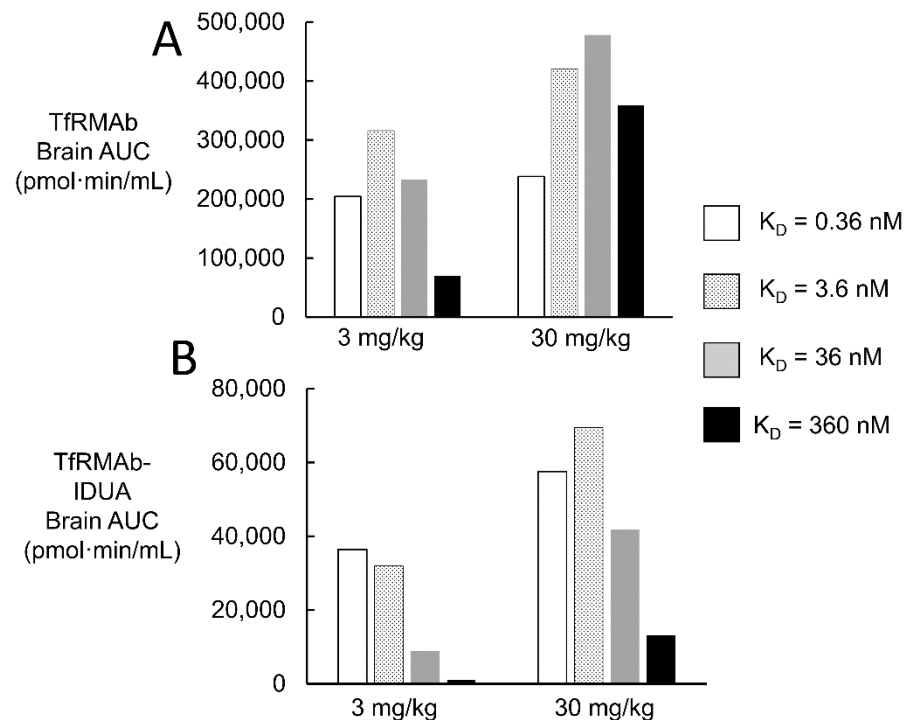 A
TfRMAb
Brain AUC
(pmol·min/mL)
500,000
400,000
300,000
200,000
100,000
0
3 mg/kg
30 mg/kg
K_D = 0.36 nM
K_D = 3.6 nM
K_D = 36 nM
K_D = 360 nM
B
TfRMAb-
IDUA
Brain AUC
(pmol·min/mL)
80,000
60,000
40,000
20,000
0
3 mg/kg
30 mg/kg